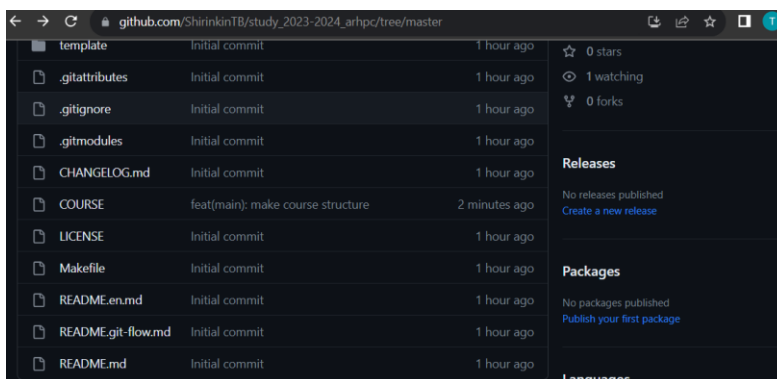 github.com/ShirinkinTB/study_2023-2024_arhpc/tree/master
template Initial commit 1 hour ago
.gitattributes Initial commit 1 hour ago
.gitignore Initial commit 1 hour ago
.gitmodules Initial commit 1 hour ago
CHANGELOG.md Initial commit 1 hour ago
COURSE feat(main): make course structure 2 minutes ago
LICENSE Initial commit 1 hour ago
Makefile Initial commit 1 hour ago
README.en.md Initial commit 1 hour ago
README.git-flow.md Initial commit 1 hour ago
README.md Initial commit 1 hour ago
0 stars
1 watching
0 forks
Releases
No releases published
Create a new release
Packages
No packages published
Publish your first package
Languages